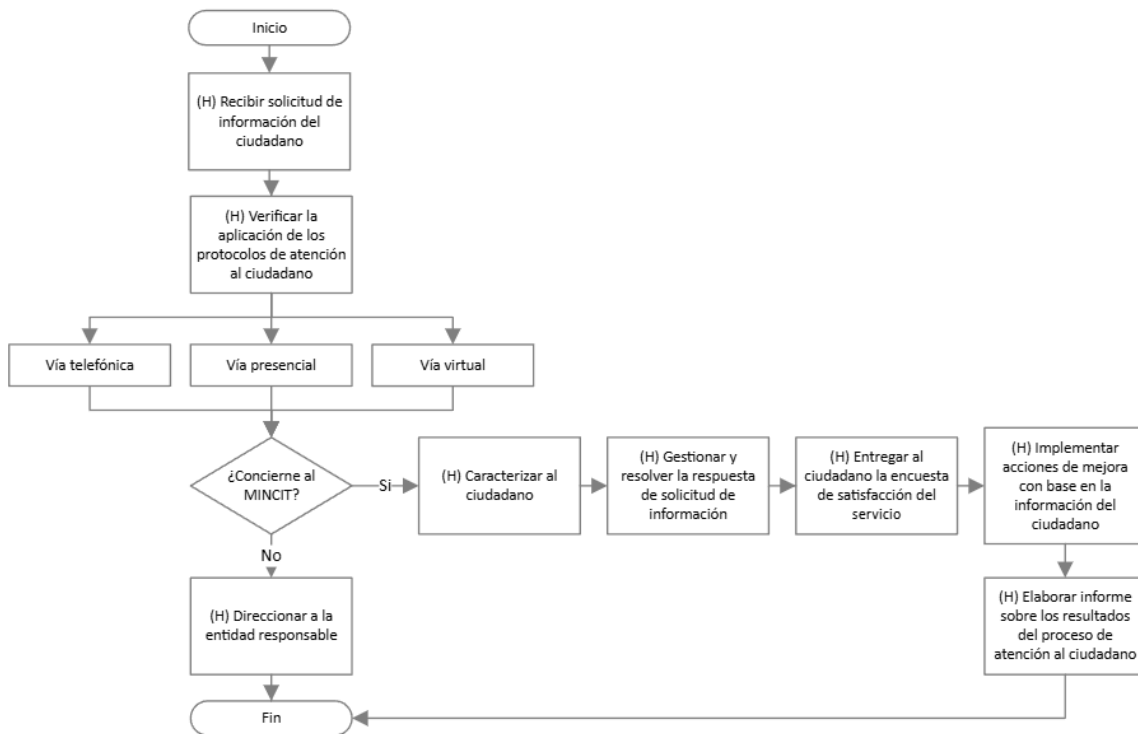 Inicio
(H) Recibir solicitud de
información del
ciudadano
(H) Verificar la
aplicación de los
protocolos de atención
al ciudadano
Vía telefónica
Vía presencial
Vía virtual
¿Concierne al
MINCIT?
Si
(H) Caracterizar al
ciudadano
(H) Gestionar y
resolver la respuesta
de solicitud de
información
(H) Entregar al
ciudadano la encuesta
de satisfacción del
servicio
(H) Implementar
acciones de mejora
con base en la
información del
ciudadano
No
(H) Direccionar a la
entidad responsable
(H) Elaborar informe
sobre los resultados
del proceso de
atención al ciudadano
Fin